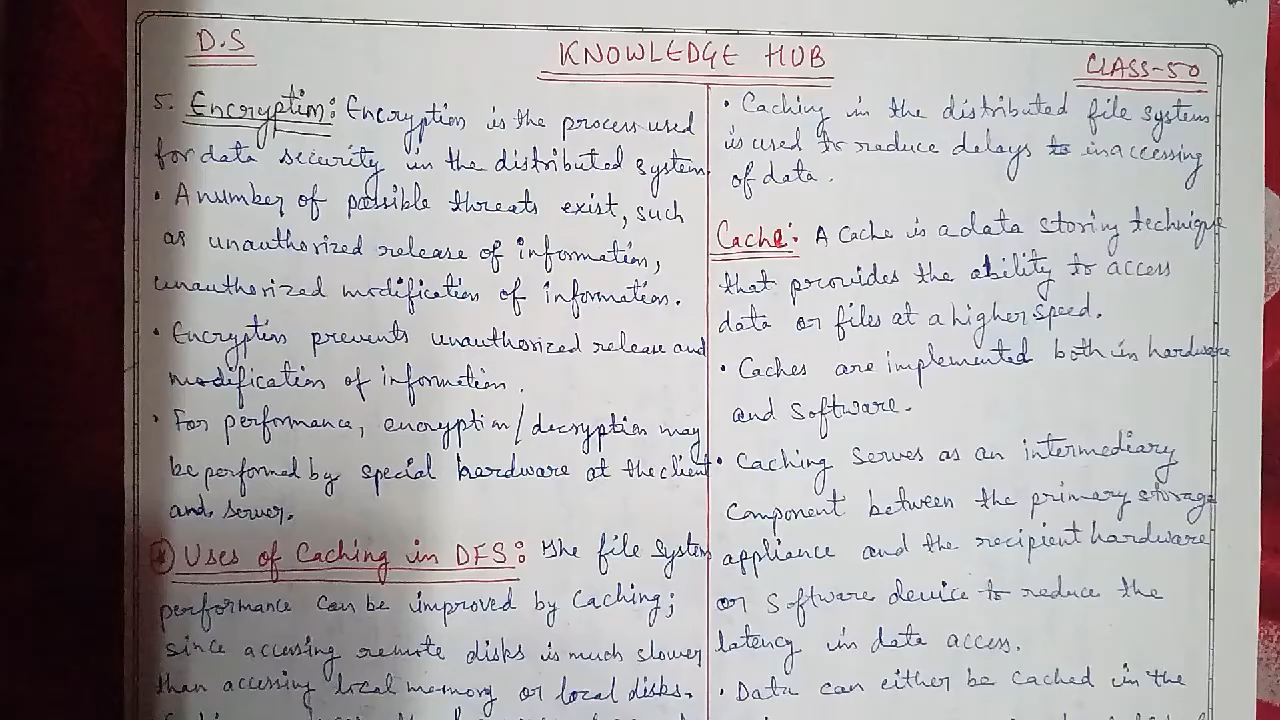 D.S
KNOWLEDGE HUB
CLASS-50
5. Encryption: Encryption is the process used
for data security in the distributed system
• A number of possible threats exist, such
as unauthorized release of information,
unauthorized modification of information.
• Encryption prevents unauthorized release and
modification of information.
• For performance, encryption/decryption may
be performed by special hardware at the client
and server.
* Uses of Caching in DFS: The file system
performance can be improved by caching;
since accessing remote disks is much slower
than accessing local memory or local disks.
• Caching in the distributed file system
is used to reduce delays in accessing
of data.
Cache: A cache is a data storing technique
that provides the ability to access
data or files at a higher speed.
• Caches are implemented both in hardware
and software.
• Caching serves as an intermediary
component between the primary storage
appliance and the recipient hardware
or software device to reduce the
latency in data access.
• Data can either be cached in the